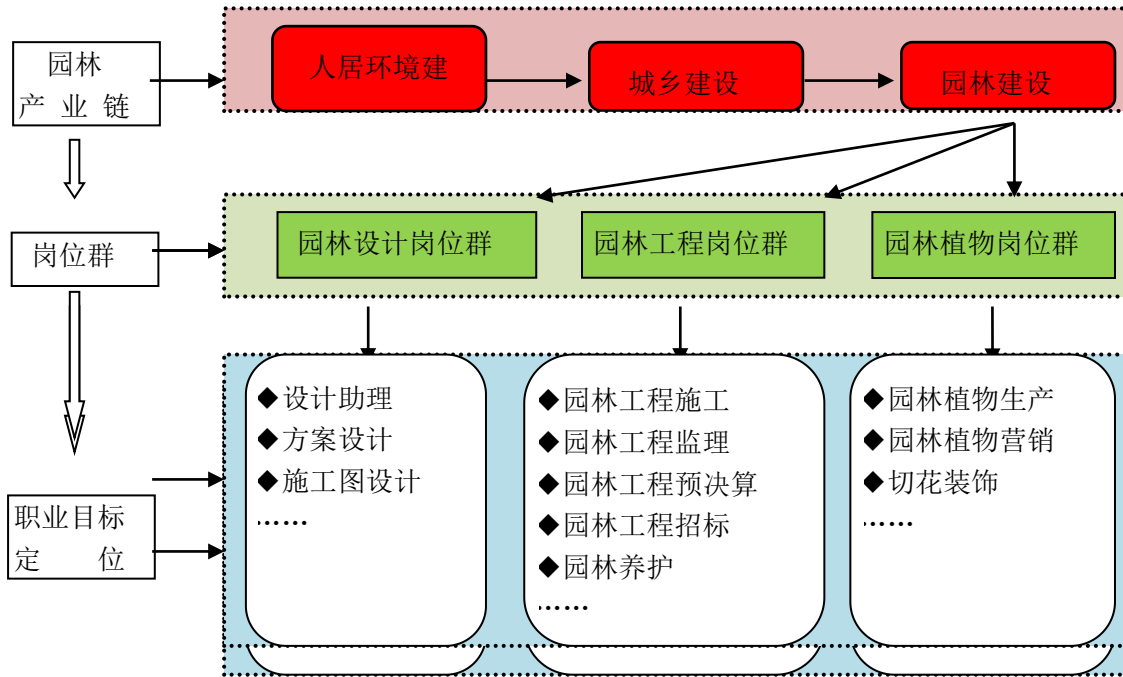 园林
产 业 链
人居环境建
城乡建设
园林建设
岗位群
园林设计岗位群
园林工程岗位群
园林植物岗位群
职业目标
定 位
◆设计助理
◆方案设计
◆施工图设计
……
◆园林工程施工
◆园林工程监理
◆园林工程预决算
◆园林工程招标
◆园林养护
……
◆园林植物生产
◆园林植物营销
◆切花装饰
……